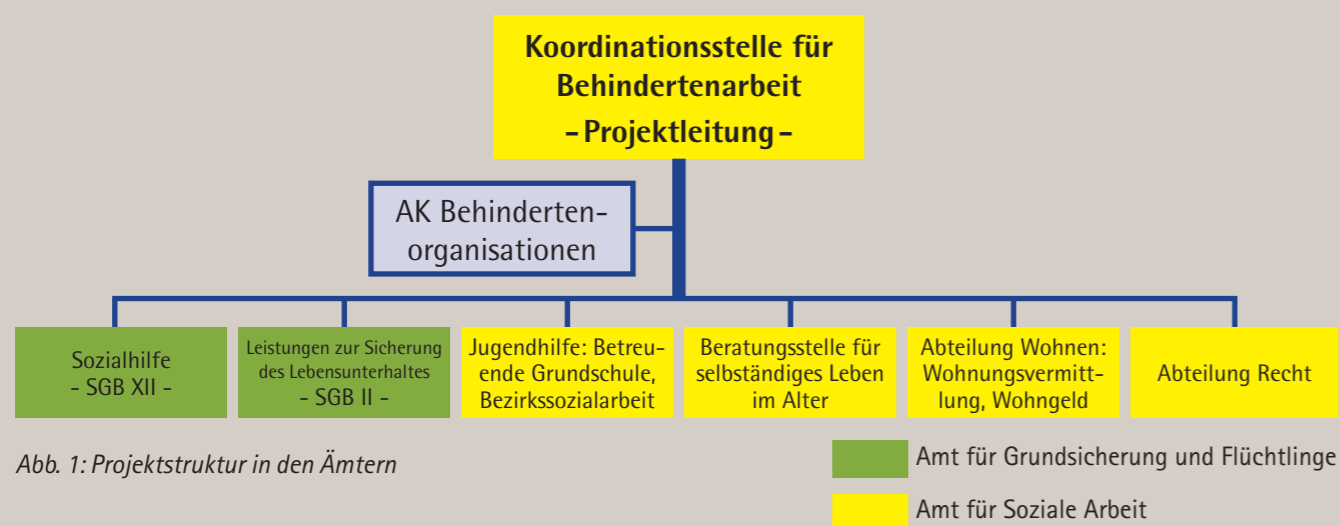 Koordinationsstelle für
Behindertenarbeit
- Projektleitung -
AK Behinderten-
organisationen
Sozialhilfe
- SGB XII -
Leistungen zur Sicherung
des Lebensunterhaltes
- SGB II -
Jugendhilfe: Betreu-
ende Grundschule,
Bezirkssozialarbeit
Beratungsstelle für
selbständiges Leben
im Alter
Abteilung Wohnen:
Wohnungsvermitt-
lung, Wohngeld
Abteilung Recht
Abb. 1: Projektstruktur in den Ämtern
Amt für Grundsicherung und Flüchtlinge
Amt für Soziale Arbeit